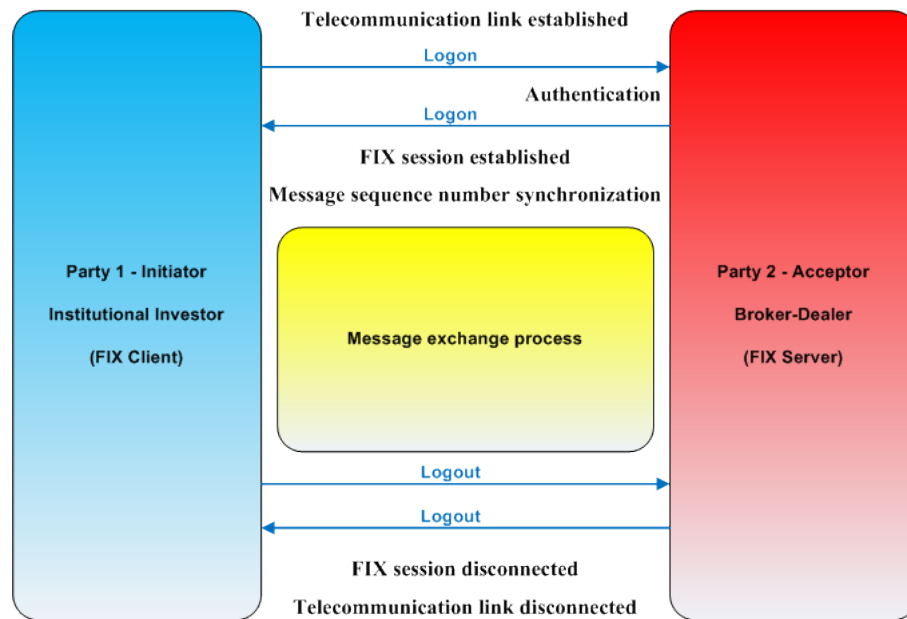 Telecommunication link established
Logon
Authentication
Logon
FIX session established
Message sequence number synchronization
Party 1 - Initiator
Institutional Investor
(FIX Client)
Message exchange process
Party 2 - Acceptor
Broker-Dealer
(FIX Server)
Logout
Logout
FIX session disconnected
Telecommunication link disconnected